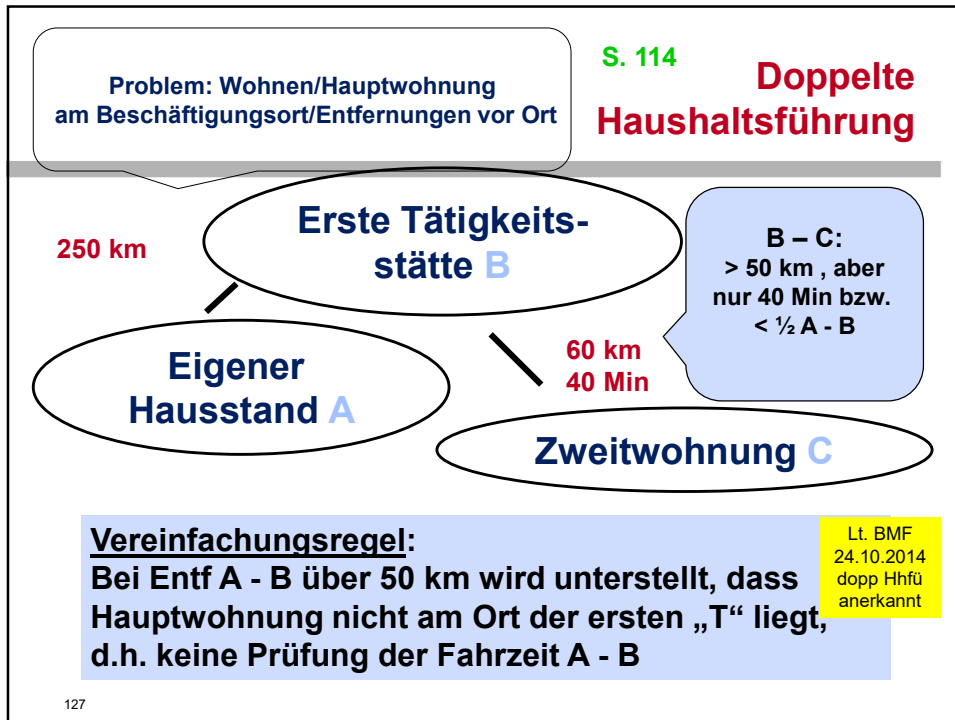 Problem: Wohnen/Hauptwohnung
am Beschäftigungsort/Entfernungen vor Ort
S. 114
Doppelte
Haushaltsführung
250 km
Erste Tätigkeits-
stätte B
B – C:
> 50 km , aber
nur 40 Min bzw.
< ½ A - B
Eigener
Hausstand A
60 km
40 Min
Zweitwohnung C
Vereinfachungsregel:
Bei Entf A - B über 50 km wird unterstellt, dass
Hauptwohnung nicht am Ort der ersten „T“ liegt,
d.h. keine Prüfung der Fahrzeit A - B
Lt. BMF
24.10.2014
dopp Hhfü
anerkannt
127